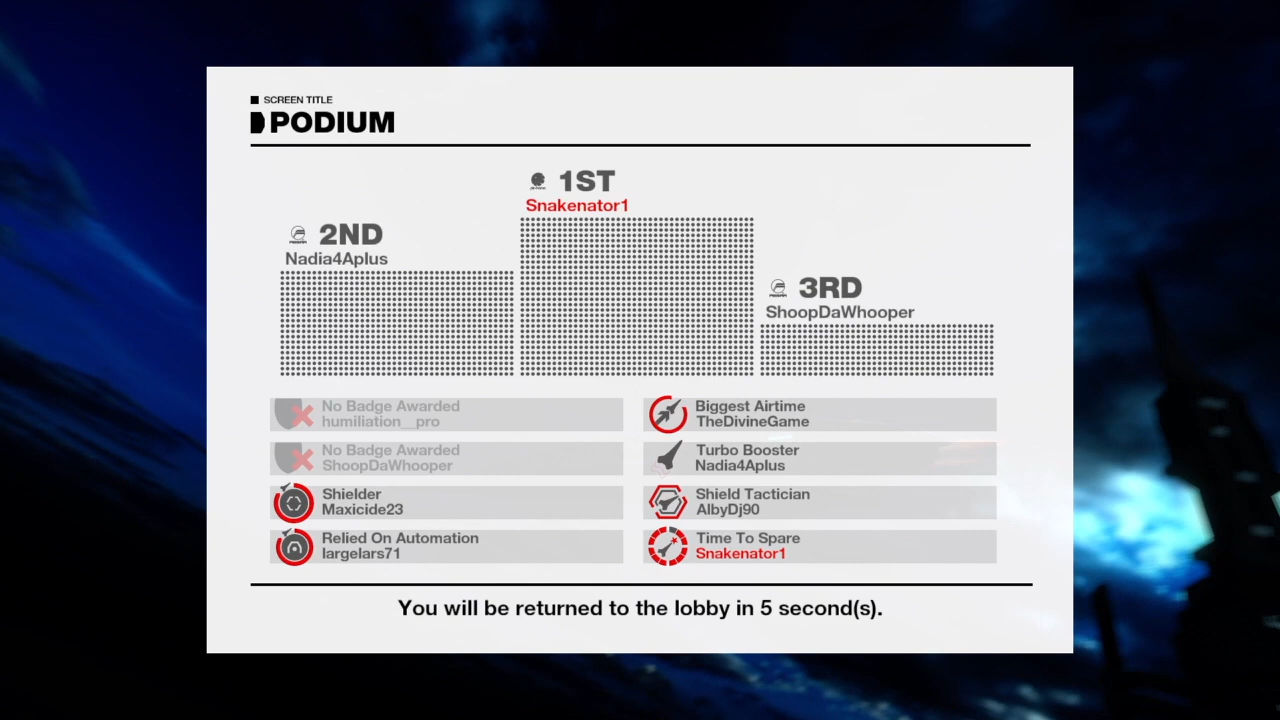 SCREEN TITLE
PODIUM
1ST
Snakenator1
2ND
Nadia4Aplus
3RD
ShoopDaWhooper
No Badge Awarded
humiliation__pro
No Badge Awarded
ShoopDaWhooper
Shielder
Maxicide23
Relied On Automation
largelars71
Biggest Airtime
TheDivineGame
Turbo Booster
Nadia4Aplus
Shield Tactician
AlbyDj90
Time To Spare
Snakenator1
You will be returned to the lobby in 5 second(s).